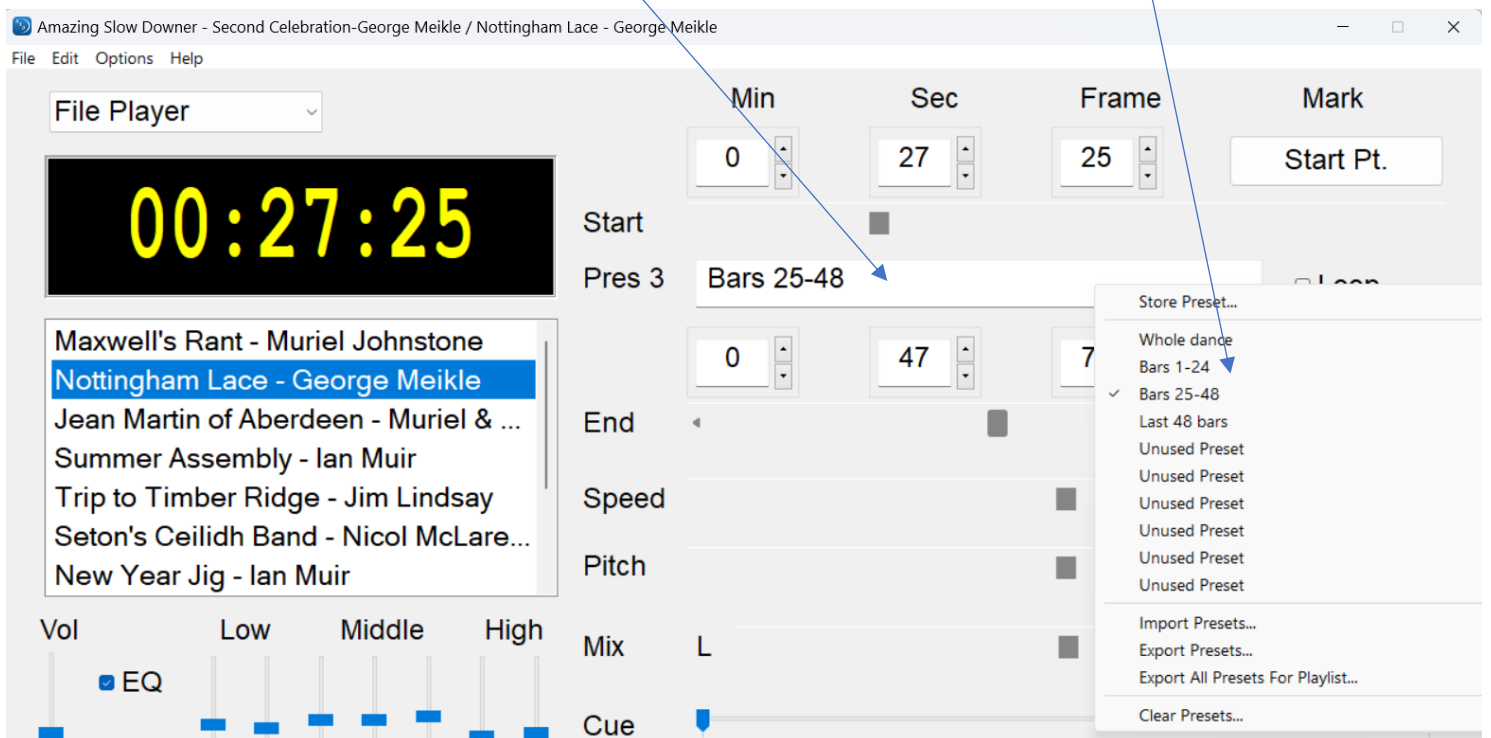 Amazing Slow Downer - Second Celebration-George Meikle / Nottingham Lace - George Meikle
File Edit Options Help
File Player
Min Sec Frame Mark
0 27 25 Start Pt.
00:27:25
Start
Pres 3 Bars 25-48
0 47 7
End
Speed
Pitch
Mix L
Cue
Maxwell's Rant - Muriel Johnstone
Nottingham Lace - George Meikle
Jean Martin of Aberdeen - Muriel & ...
Summer Assembly - Ian Muir
Trip to Timber Ridge - Jim Lindsay
Seton's Ceilidh Band - Nicol McLare...
New Year Jig - Ian Muir
Vol Low Middle High
EQ
Store Preset...
Whole dance
Bars 1-24
Bars 25-48
Last 48 bars
Unused Preset
Unused Preset
Unused Preset
Unused Preset
Unused Preset
Unused Preset
Import Presets...
Export Presets...
Export All Presets For Playlist...
Clear Presets...